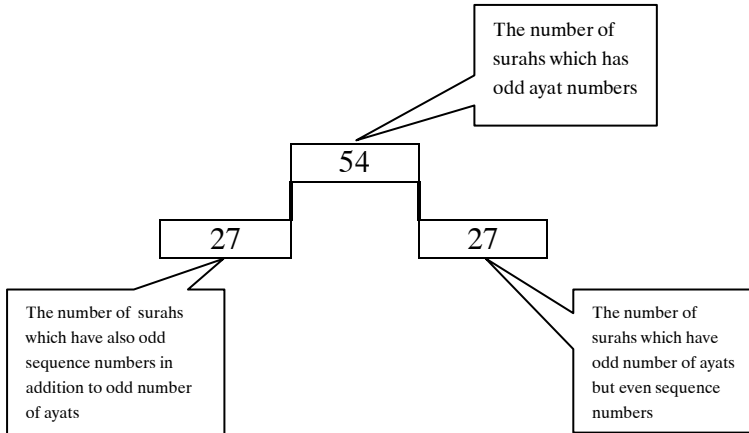 The number of
surahs which has
odd ayat numbers
54
27
27
The number of surahs
which have also odd
sequence numbers in
addition to odd number
of ayats
The number of
surahs which have
odd number of ayats
but even sequence
numbers